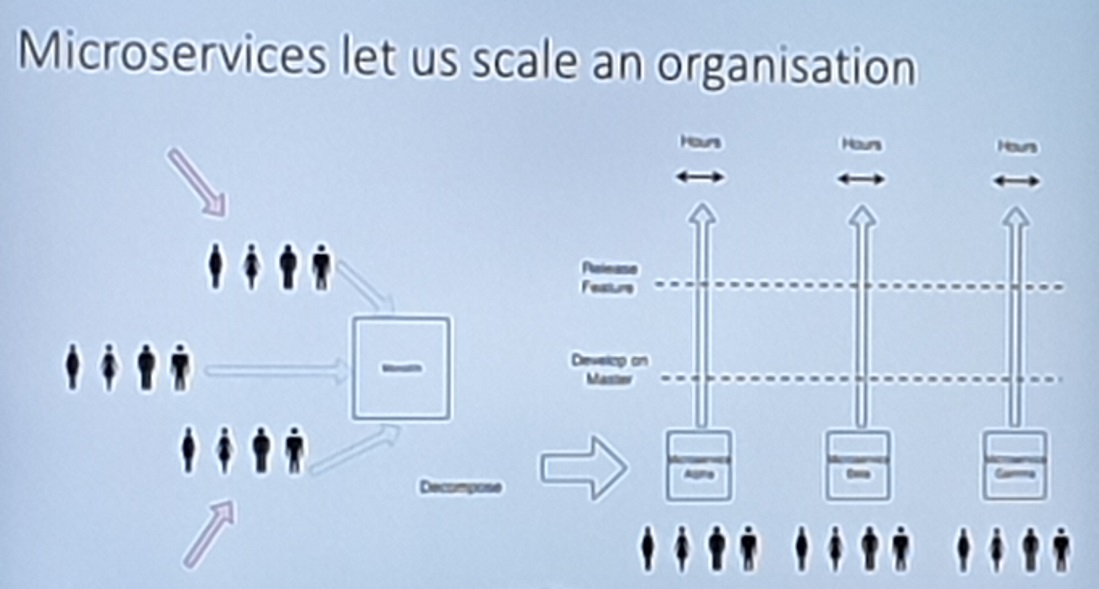 Microservices let us scale an organisation
Hours
Hours
Hours
Release
Feature
Develop on
Master
Monolith
Decompose
Microservice
Alpha
Microservice
Beta
Microservice
Gamma